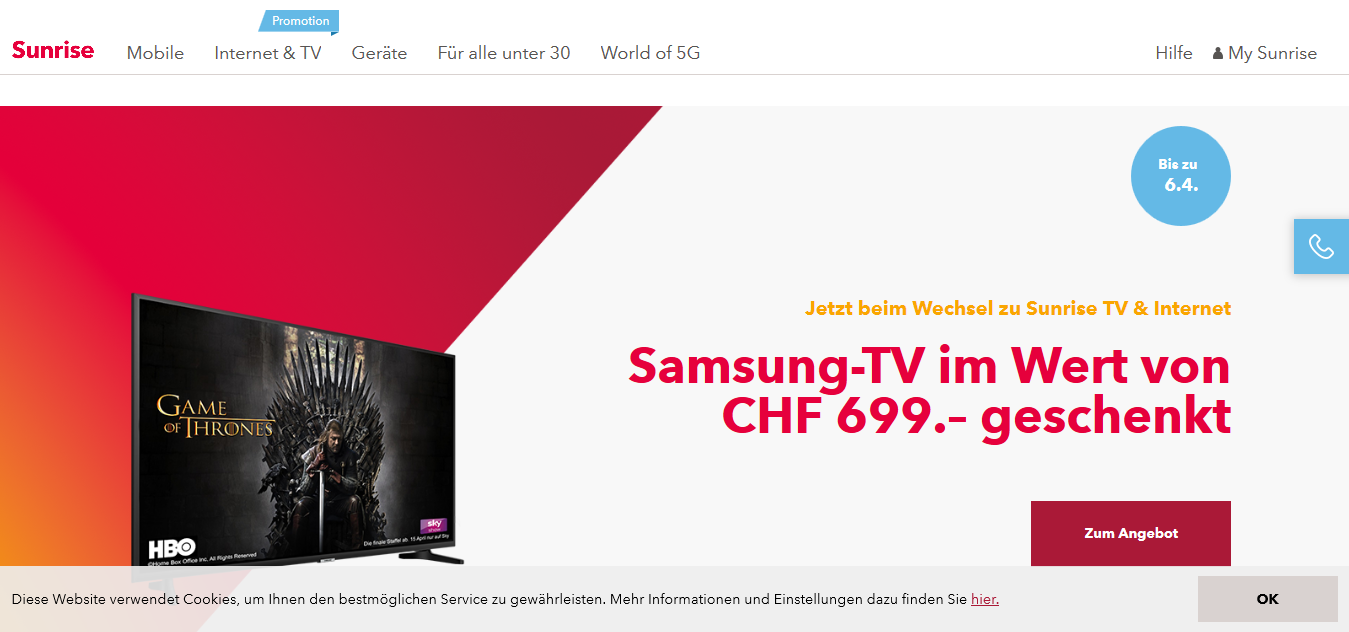 Promotion
Sunrise Mobile Internet & TV Geräte Für alle unter 30 World of 5G Hilfe My Sunrise
Bis zu
6.4.
Jetzt beim Wechsel zu Sunrise TV & Internet
Samsung-TV im Wert von
CHF 699.– geschenkt
GAME
OF THRONES
sky
show
Die finale Staffel ab 15 April nur auf Sky
HBO
©Home Box Office Inc. All Rights Reserved
Zum Angebot
Diese Website verwendet Cookies, um Ihnen den bestmöglichen Service zu gewährleisten. Mehr Informationen und Einstellungen dazu finden Sie hier. OK